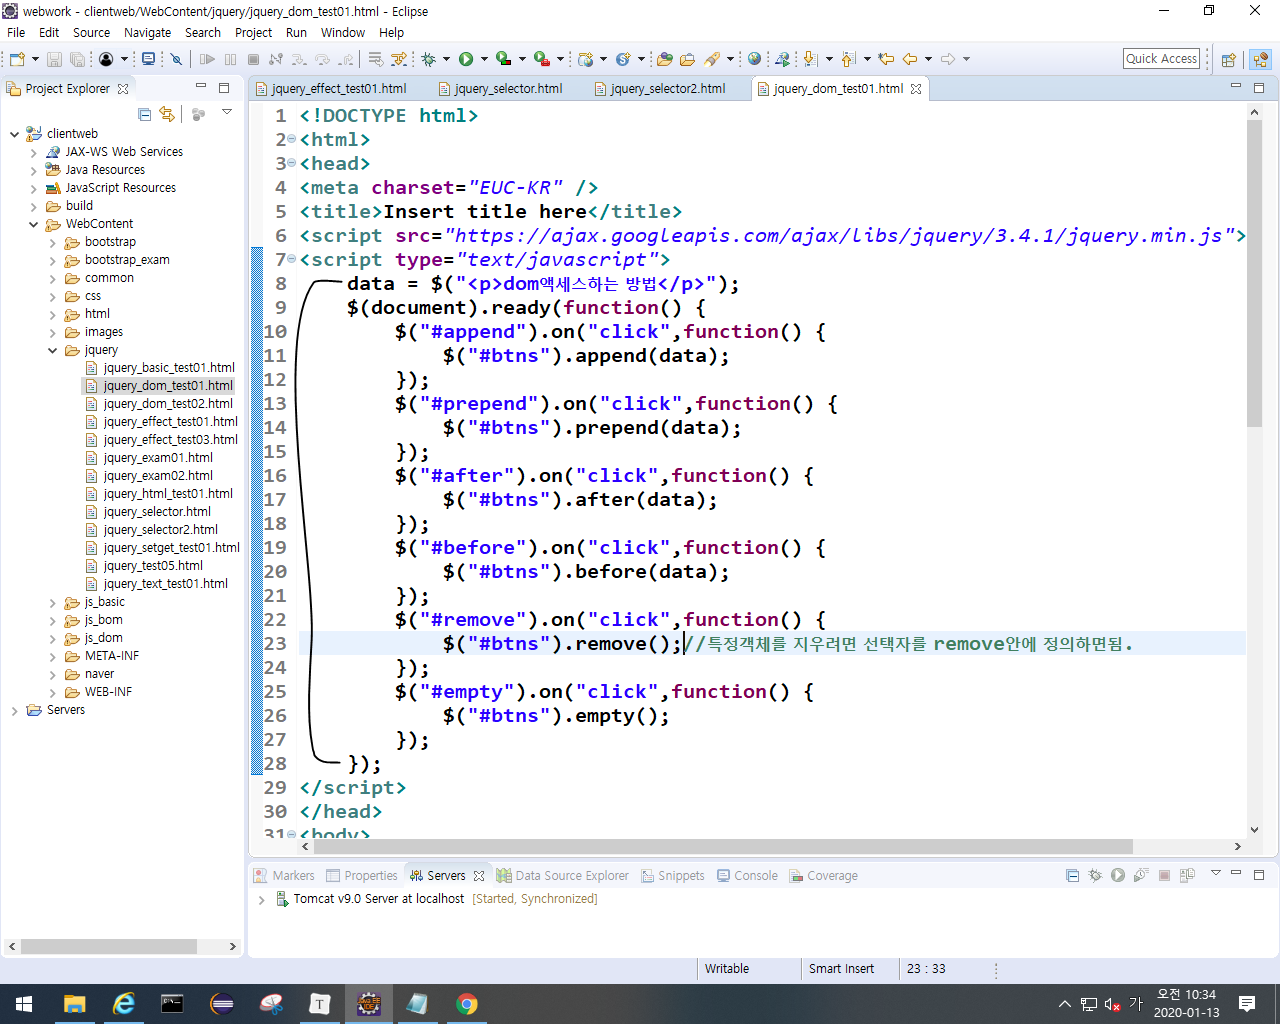 webwork - clientweb/WebContent/jquery/jquery_dom_test01.html - Eclipse
File Edit Source Navigate Search Project Run Window Help
Quick Access
Project Explorer
jquery_effect_test01.html jquery_selector.html jquery_selector2.html jquery_dom_test01.html
clientweb
JAX-WS Web Services
Java Resources
JavaScript Resources
build
WebContent
bootstrap
bootstrap_exam
common
css
html
images
jquery
jquery_basic_test01.html
jquery_dom_test01.html
jquery_dom_test02.html
jquery_effect_test01.html
jquery_effect_test03.html
jquery_exam01.html
jquery_exam02.html
jquery_html_test01.html
jquery_selector.html
jquery_selector2.html
jquery_setget_test01.html
jquery_test05.html
jquery_text_test01.html
js_basic
js_bom
js_dom
META-INF
naver
WEB-INF
Servers
1 <!DOCTYPE html>
2 <html>
3 <head>
4 <meta charset="EUC-KR" />
5 <title>Insert title here</title>
6 <script src="https://ajax.googleapis.com/ajax/libs/jquery/3.4.1/jquery.min.js">
7 <script type="text/javascript">
8 data = $("<p>dom액세스하는 방법</p>");
9 $(document).ready(function() {
10 $("#append").on("click",function() {
11 $("#btns").append(data);
12 });
13 $("#prepend").on("click",function() {
14 $("#btns").prepend(data);
15 });
16 $("#after").on("click",function() {
17 $("#btns").after(data);
18 });
19 $("#before").on("click",function() {
20 $("#btns").before(data);
21 });
22 $("#remove").on("click",function() {
23 $("#btns").remove();//특정객체를 지우려면 선택자를 remove안에 정의하면됨.
24 });
25 $("#empty").on("click",function() {
26 $("#btns").empty();
27 });
28 });
29 </script>
30 </head>
31 <body>
Markers Properties Servers Data Source Explorer Snippets Console Coverage
Tomcat v9.0 Server at localhost [Started, Synchronized]
Writable Smart Insert 23 : 33
T
가
오전 10:34
2020-01-13